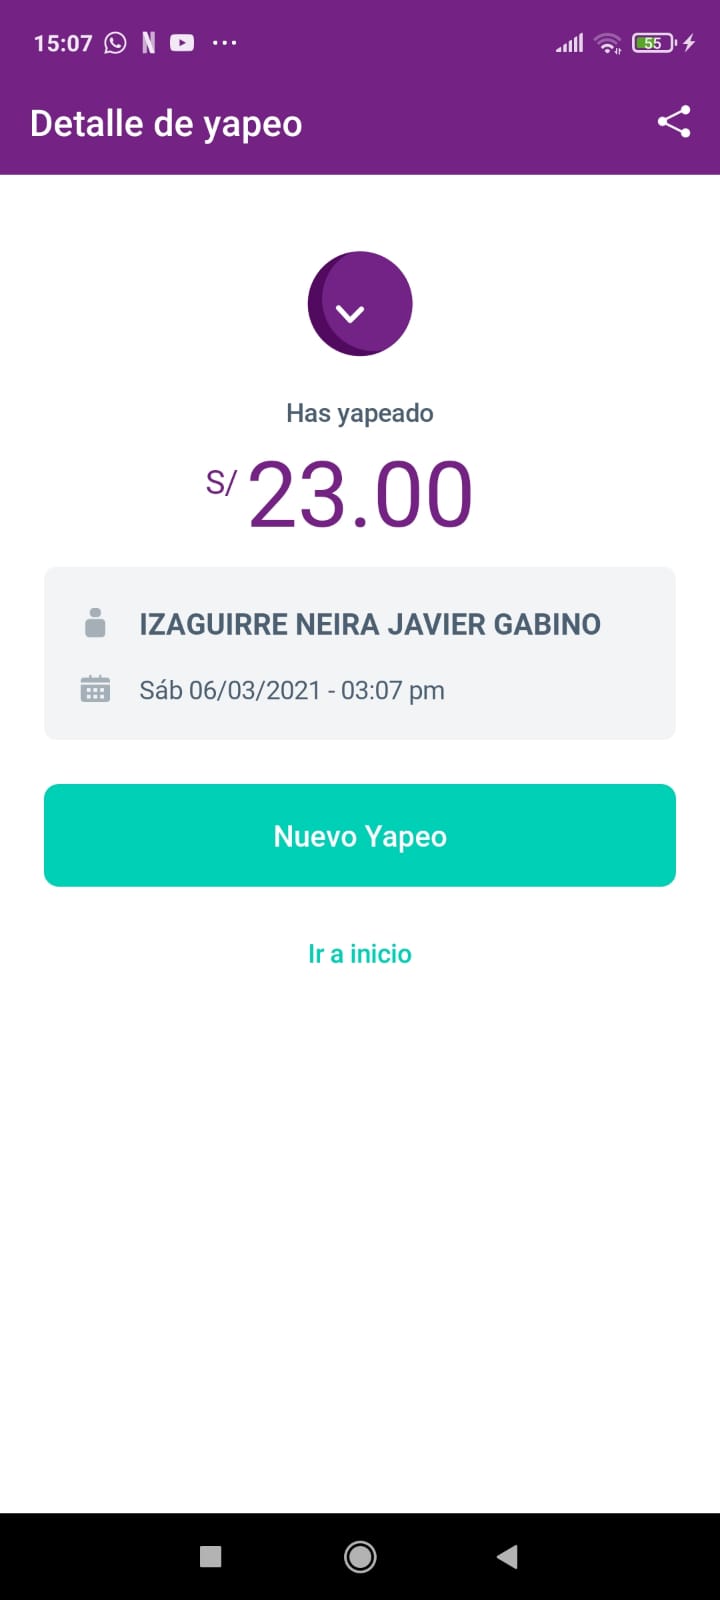 15:07
55
Detalle de yapeo
Has yapeado
S/ 23.00
IZAGUIRRE NEIRA JAVIER GABINO
Sáb 06/03/2021 - 03:07 pm
Nuevo Yapeo
Ir a inicio